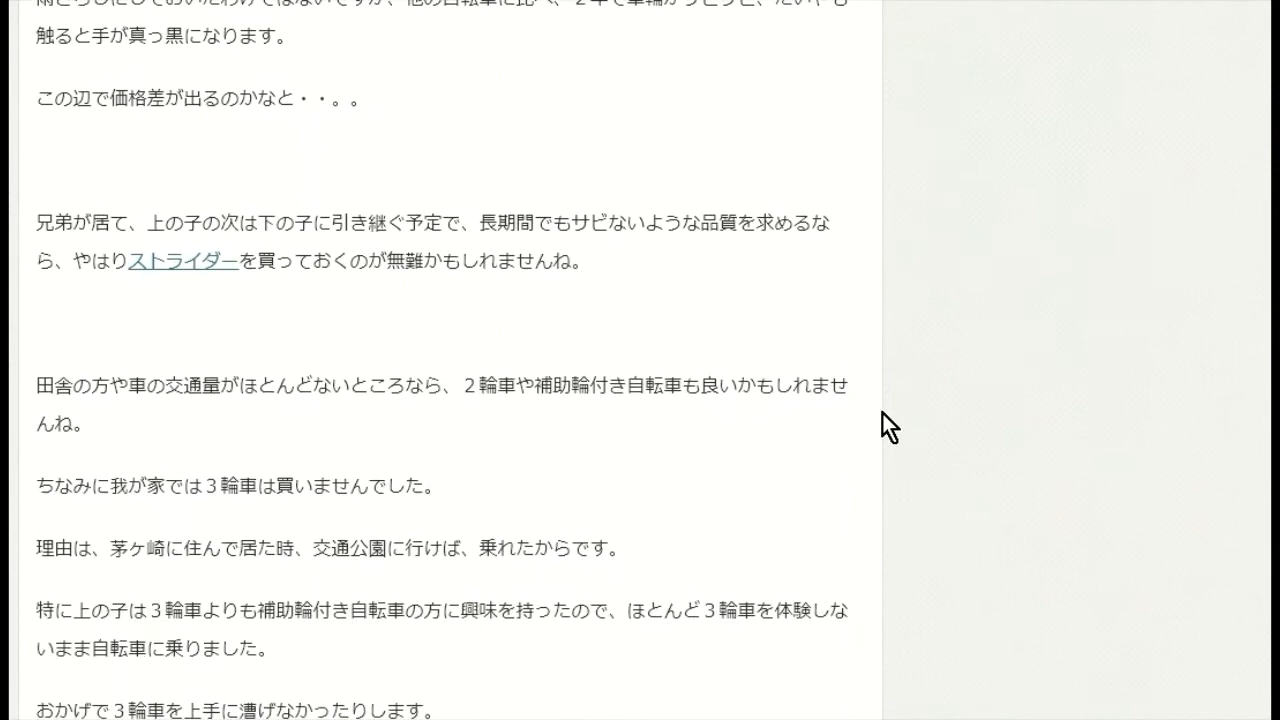 触ると手が真っ黒になります。
この辺で価格差が出るのかなと・・。。
兄弟が居て、上の子の次は下の子に引き継ぐ予定で、長期間でもサビないような品質を求めるな
ら、やはりストライダーを買っておくのが無難かもしれませんね。
田舎の方や車の交通量がほとんどないところなら、２輪車や補助輪付き自転車も良いかもしれませ
んね。
ちなみに我が家では３輪車は買いませんでした。
理由は、茅ヶ崎に住んで居た時、交通公園に行けば、乗れたからです。
特に上の子は３輪車よりも補助輪付き自転車の方に興味を持ったので、ほとんど３輪車を体験しな
いまま自転車に乗りました。
おかげで３輪車を上手に漕げなかったりします。